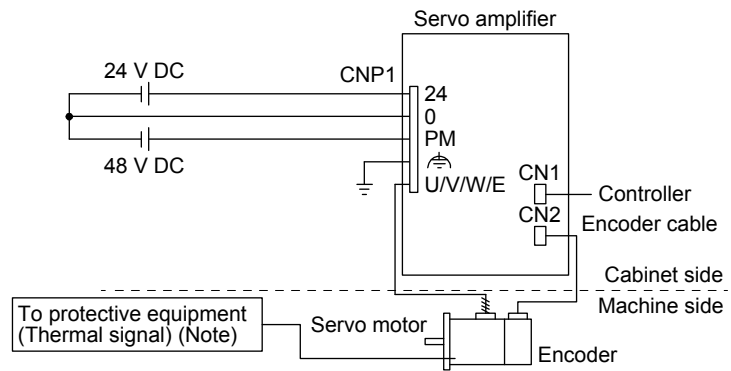 Servo amplifier
24 V DC
CNP1
24
0
PM
48 V DC
U/V/W/E
CN1
Controller
CN2
Encoder cable
Cabinet side
Machine side
To protective equipment
(Thermal signal) (Note)
Servo motor
Encoder